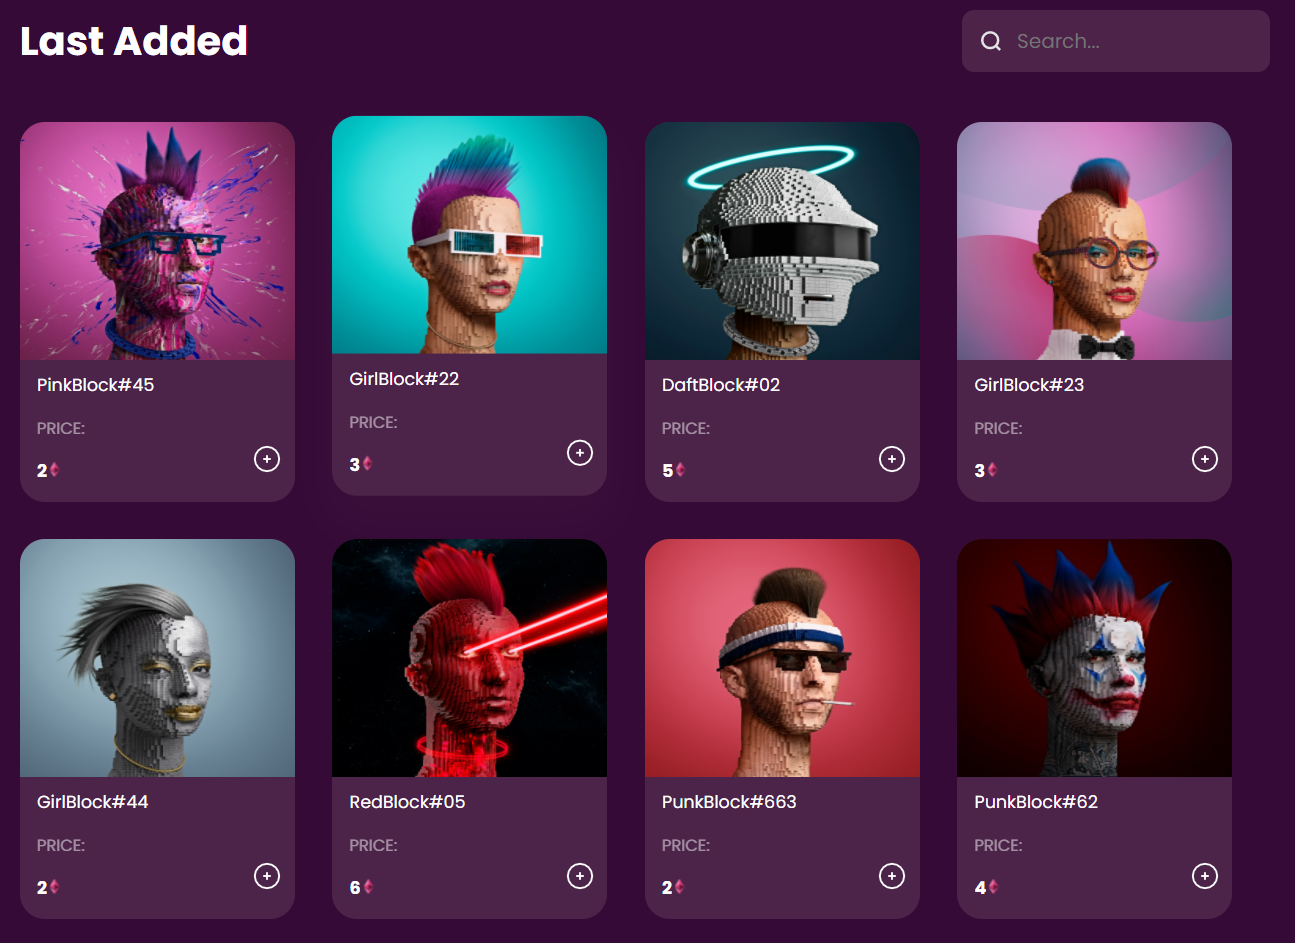 Last Added
Search...
PinkBlock#45
PRICE:
2
GirlBlock#22
PRICE:
3
DaftBlock#02
PRICE:
5
GirlBlock#23
PRICE:
3
GirlBlock#44
PRICE:
2
RedBlock#05
PRICE:
6
PunkBlock#663
PRICE:
2
PunkBlock#62
PRICE:
4